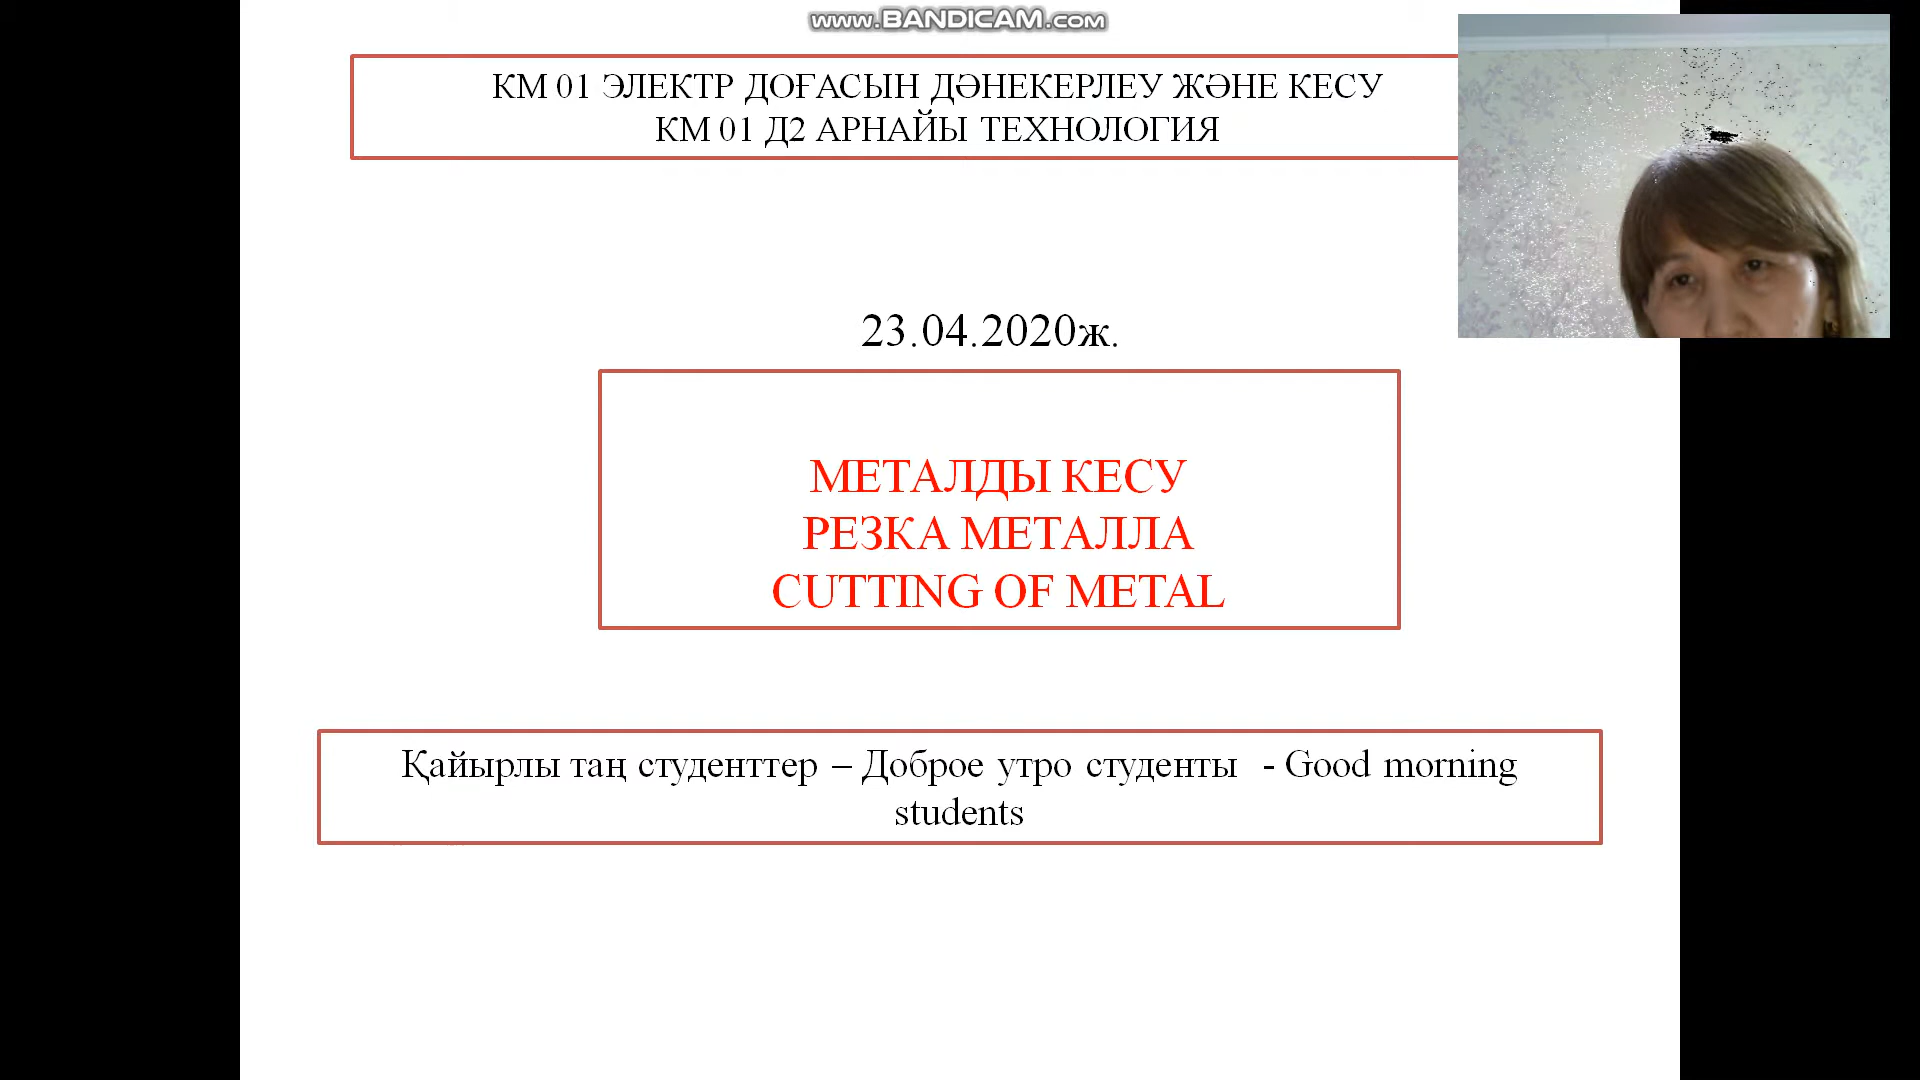 www.BANDICAM.com
КМ 01 ЭЛЕКТР ДОҒАСЫН ДӘНЕКЕРЛЕУ ЖӘНЕ КЕСУ
КМ 01 Д2 АРНАЙЫ ТЕХНОЛОГИЯ
23.04.2020ж.
МЕТАЛДЫ КЕСУ
РЕЗКА МЕТАЛЛА
CUTTING OF METAL
Қайырлы таң студенттер – Доброе утро студенты - Good morning
students